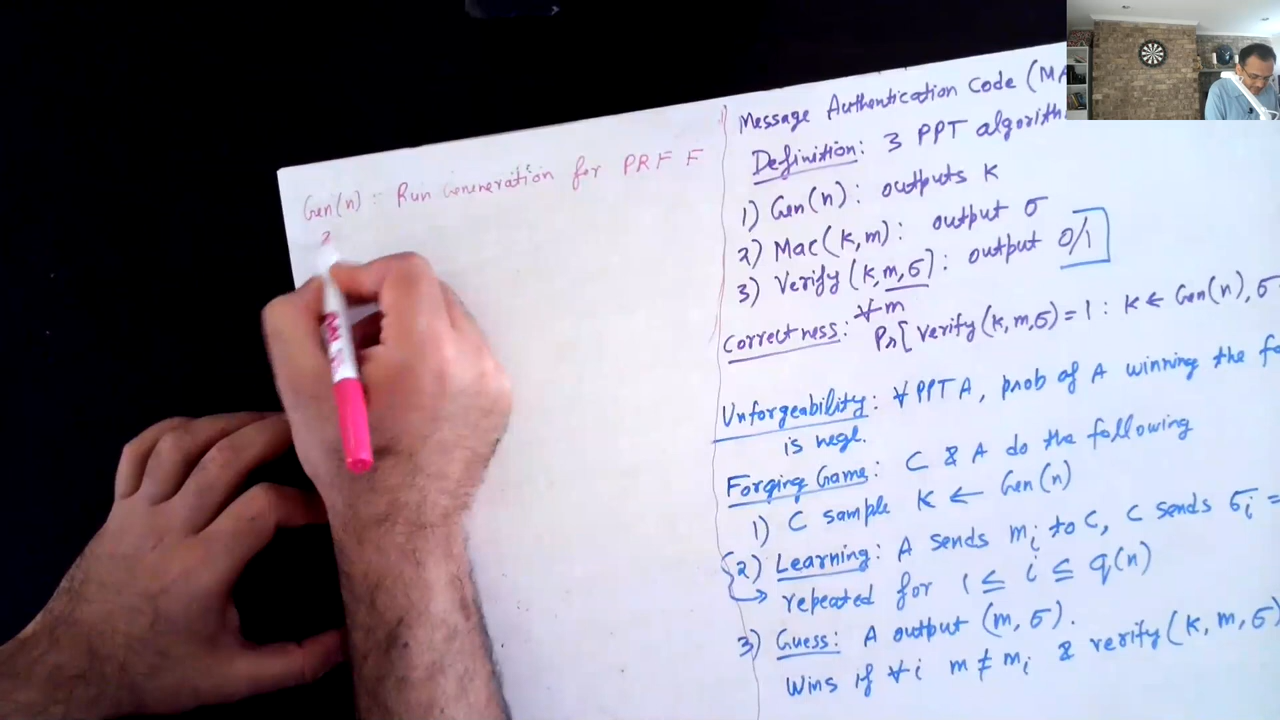 Gen(n): Run Geneneration for PRF F
Message Authentication Code (MA
Definition: 3 PPT algorith
1) Gen(n): outputs K
2) Mac(K,m): output σ
3) Verify(K,m,σ): output 0/1
Correctness: ∀m
Pr[verify(k,m,σ)=1 : K ← Gen(n), σ
Unforgeability: ∀ PPT A, prob of A winning the fo
is negl.
Forging Game: C & A do the following
1) C sample K ← Gen(n)
2) Learning: A sends mi to C, C sends σi =
repeated for 1 ≤ i ≤ q(n)
3) Guess: A output (m, σ).
Wins if ∀i m≠mi & verify(K, m, σ)